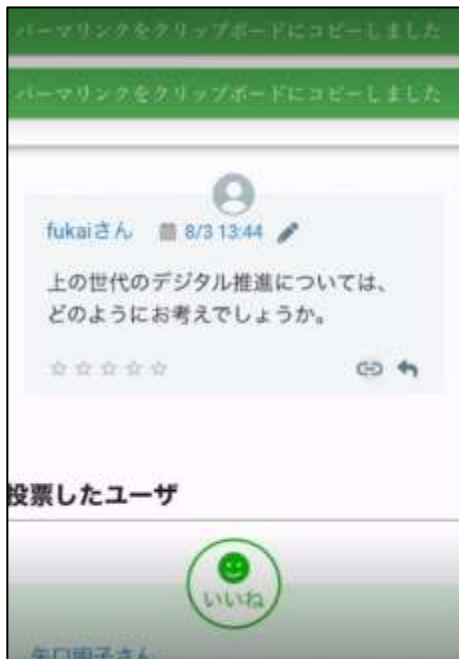 パーマリンクをクリップボードにコピーしました
パーマリンクをクリップボードにコピーしました
fukaiさん 8/3 13:44
上の世代のデジタル推進については、
どのようにお考えでしょうか。
投票したユーザ
いいね